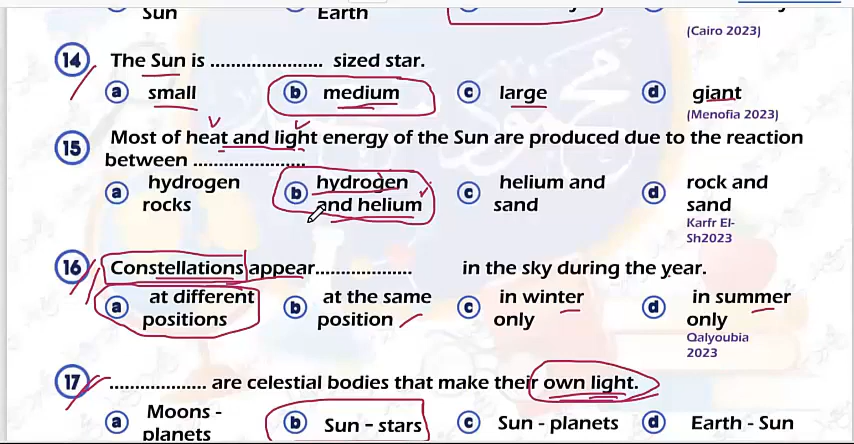 Sun Earth
(Cairo 2023)
14 The Sun is ...................... sized star.
a small b medium c large d giant
(Menofia 2023)
15 Most of heat and light energy of the Sun are produced due to the reaction
between ......................
a hydrogen rocks b hydrogen and helium c helium and sand d rock and sand
Karfr El-
Sh2023
16 Constellations appear................... in the sky during the year.
a at different positions b at the same position c in winter only d in summer only
Qalyoubia
2023
17 ................... are celestial bodies that make their own light.
a Moons - planets b Sun – stars c Sun - planets d Earth - Sun